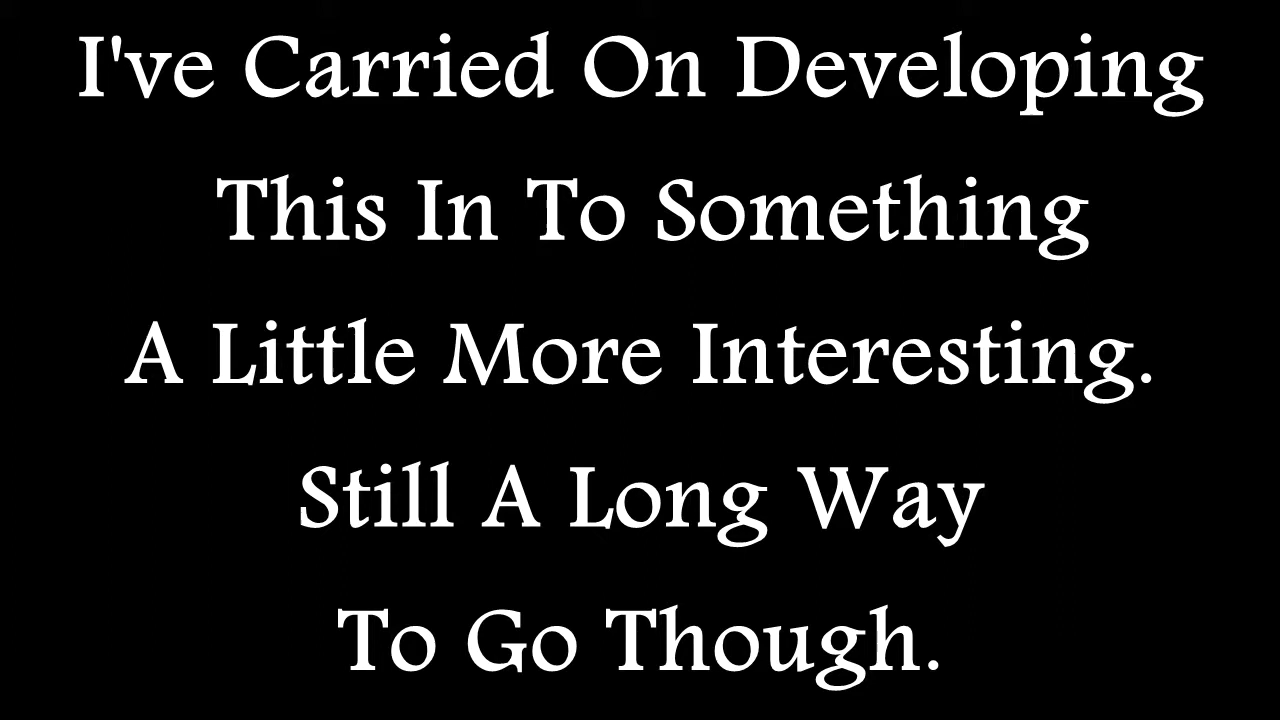 I've Carried On Developing
This In To Something
A Little More Interesting.
Still A Long Way
To Go Though.